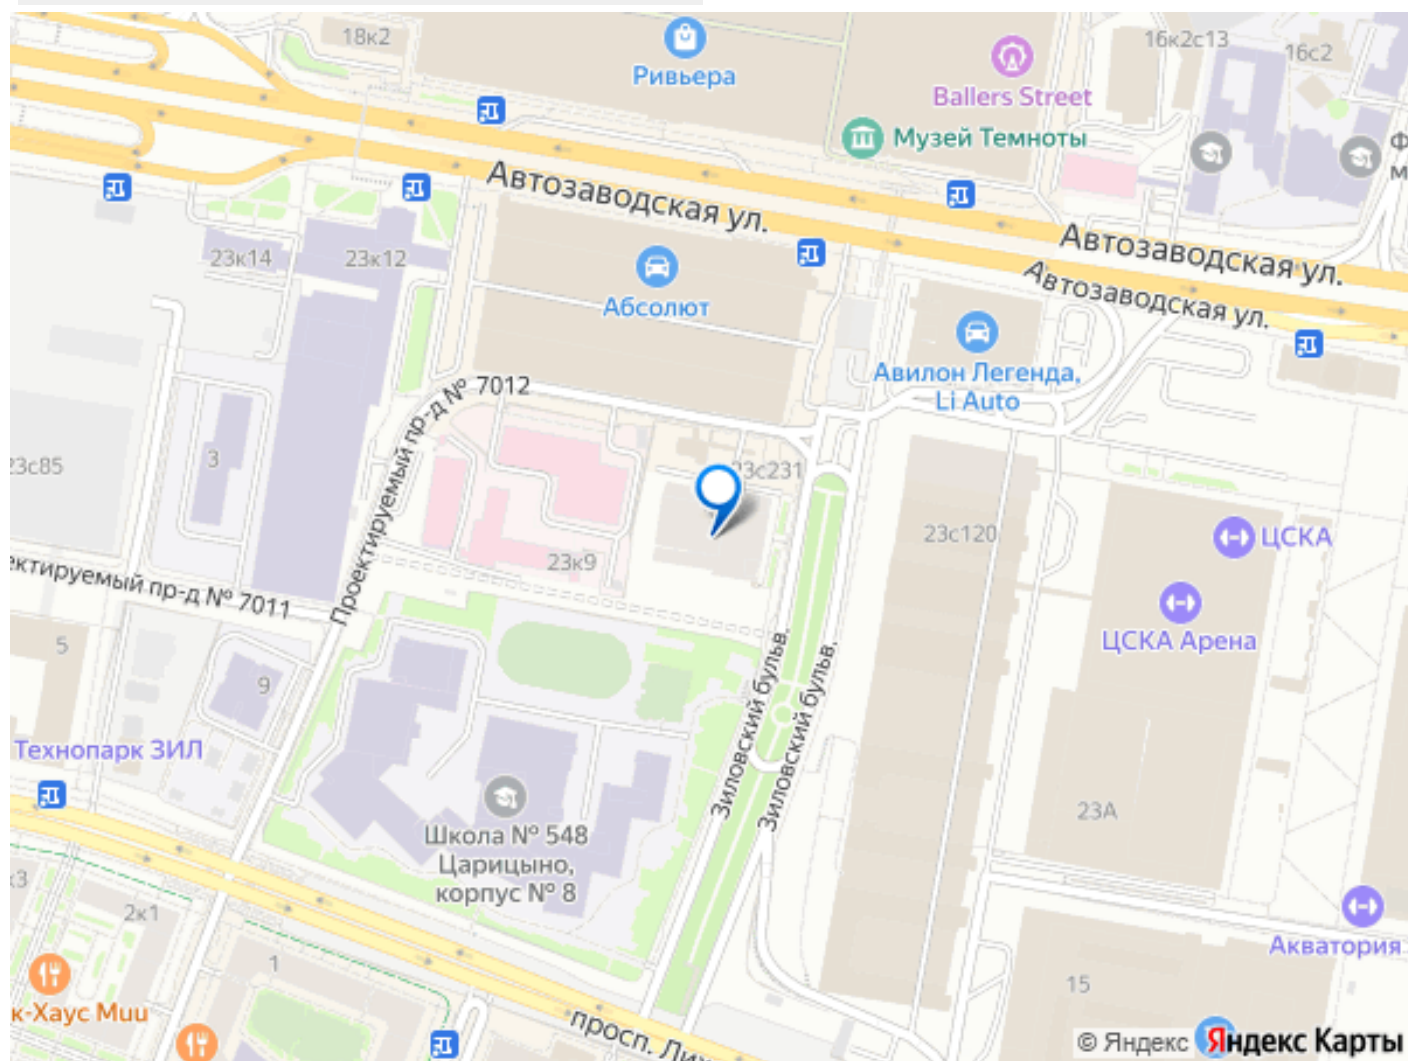 18к2
Ривьера
Ballers Street
16к2с13
16с2
Музей Темноты
Автозаводская ул.
Автозаводская ул.
Автозаводская ул.
23к14
23к12
Абсолют
Авилон Легенда,
Li Auto
Проектируемый пр-д № 7012
3
23с85
23с231
23с120
ЦСКА
23к9
ектируемый пр-д № 7011
ЦСКА Арена
5
9
Зиловский бульв.
Зиловский бульв.
Технопарк ЗИЛ
Школа № 548
Царицыно,
корпус № 8
23А
2к1
1
Акватория
15
к-Хаус Muu
просп. Ли
© Яндекс
Яндекс Карты